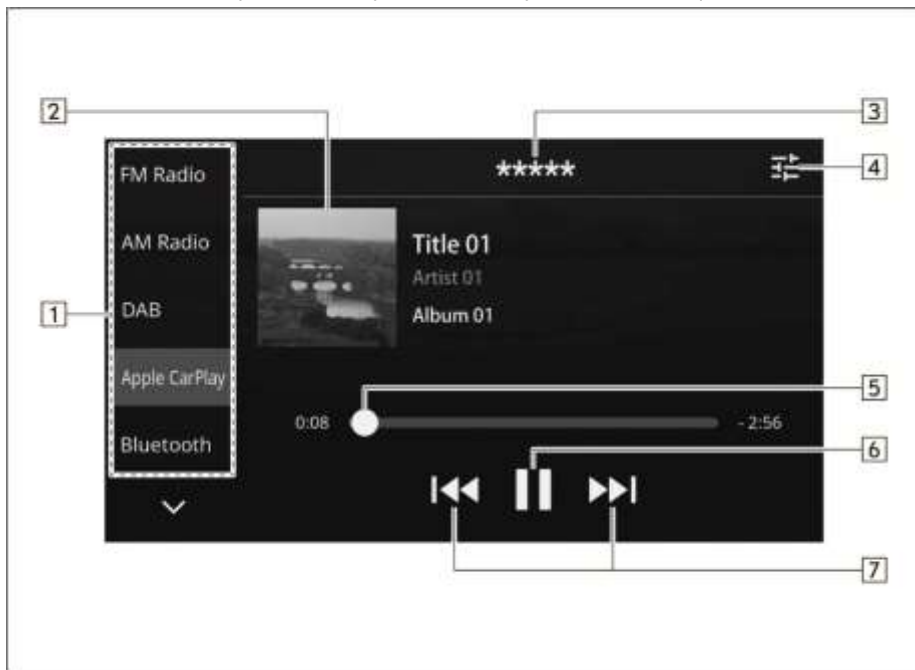 2
3
*****
4
FM Radio
AM Radio
Title 01
Artist 01
1
DAB
Album 01
Apple CarPlay
5
0:08
- 2:56
Bluetooth
6
7